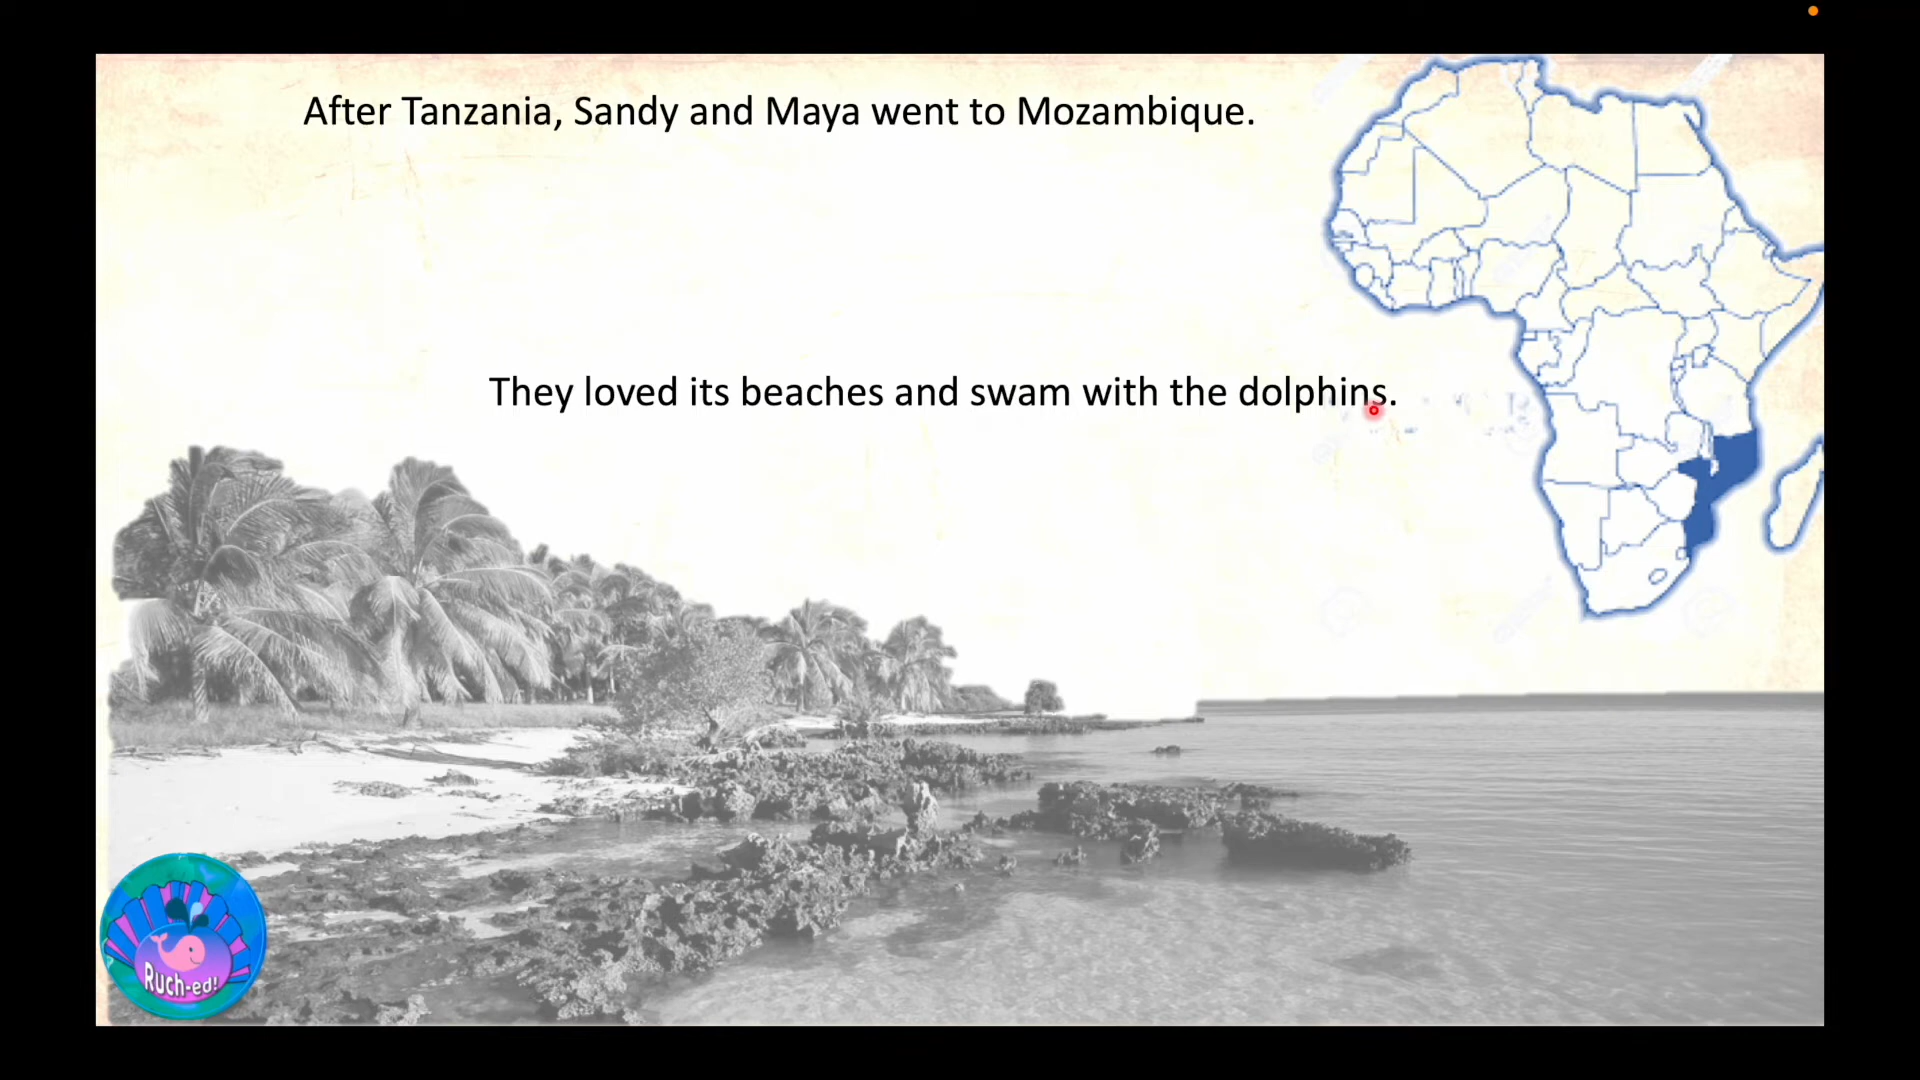 After Tanzania, Sandy and Maya went to Mozambique.
They loved its beaches and swam with the dolphins.
Ruch-ed!